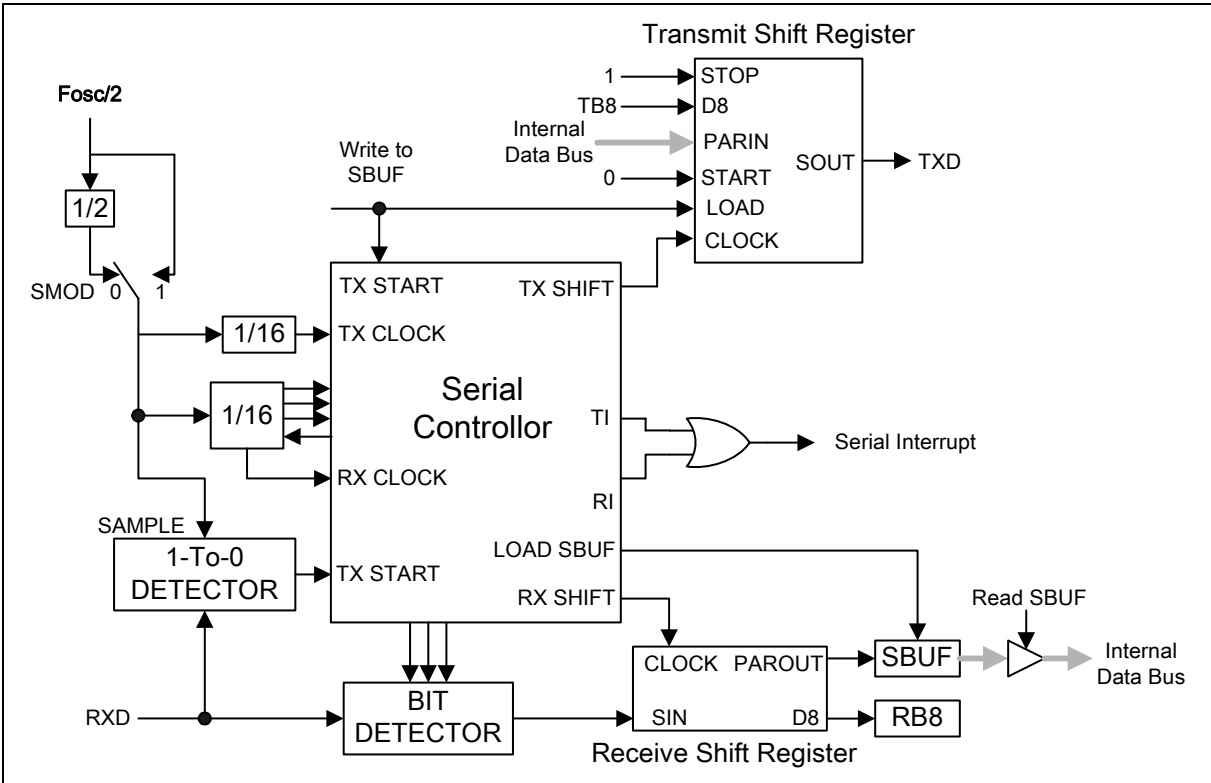 Transmit Shift Register
1
STOP
Fosc/2
TB8
D8
Internal
Data Bus
PARIN
SOUT
TXD
Write to
SBUF
0
START
LOAD
CLOCK
1/2
SMOD
0
1
TX START
TX SHIFT
1/16
TX CLOCK
Serial
Controllor
1/16
TI
Serial Interrupt
RX CLOCK
RI
SAMPLE
1-To-0
DETECTOR
TX START
LOAD SBUF
RX SHIFT
Read SBUF
CLOCK
PAROUT
SBUF
Internal
Data Bus
RXD
BIT
DETECTOR
SIN
D8
RB8
Receive Shift Register